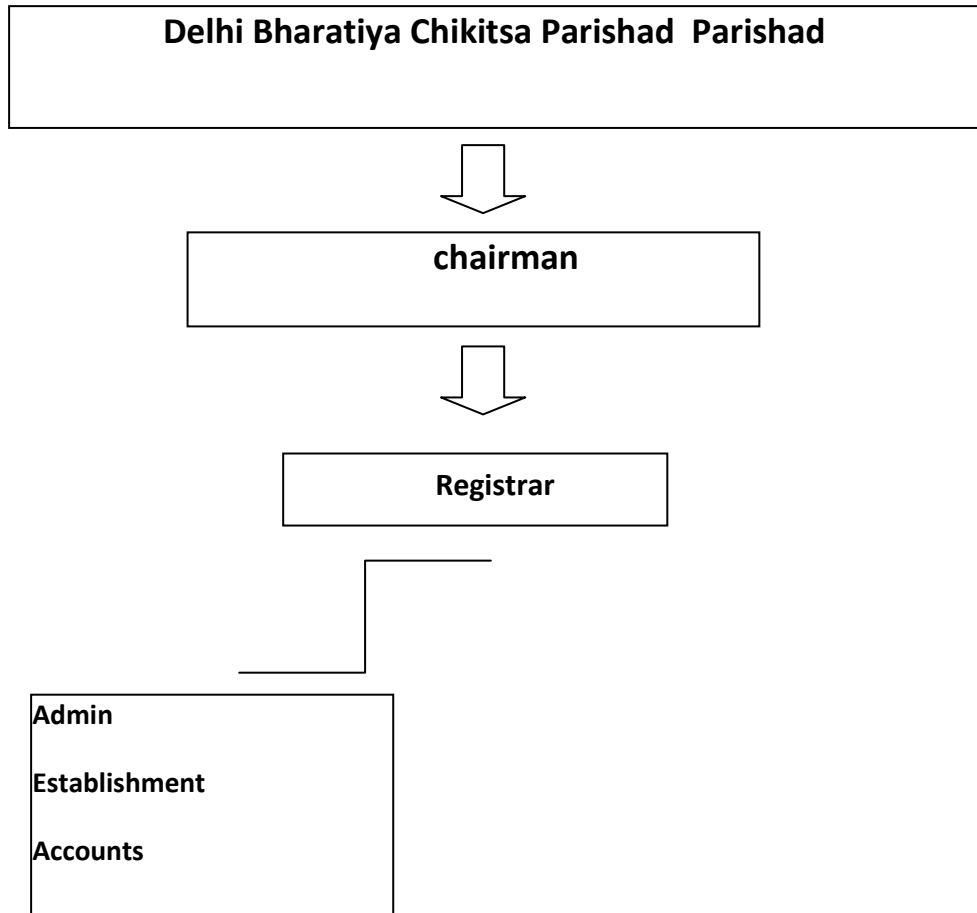 Delhi Bharatiya Chikitsa Parishad  Parishad
chairman
Registrar
Admin
Establishment
Accounts